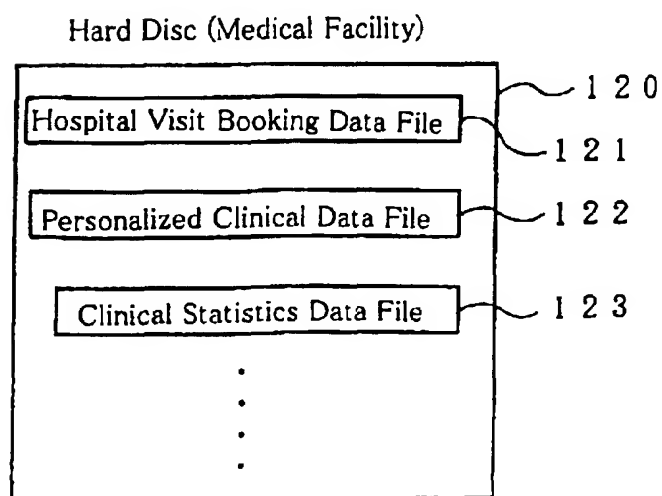 Hard Disc (Medical Facility)
120
Hospital Visit Booking Data File
121
Personalized Clinical Data File
122
Clinical Statistics Data File
123